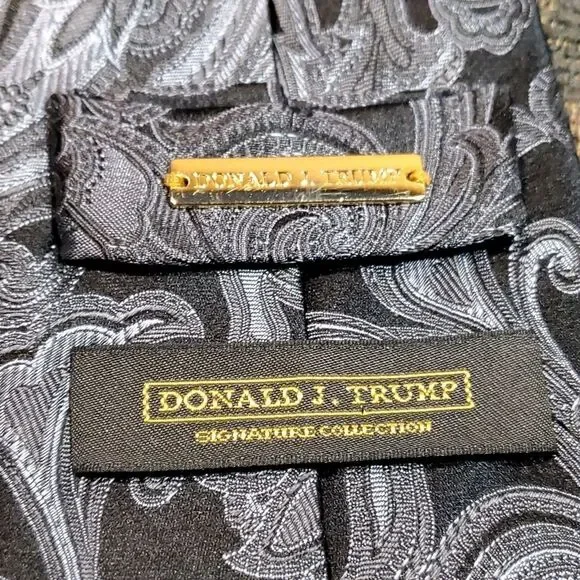 DONALD J. TRUMP
DONALD J. TRUMP
SIGNATURE COLLECTION